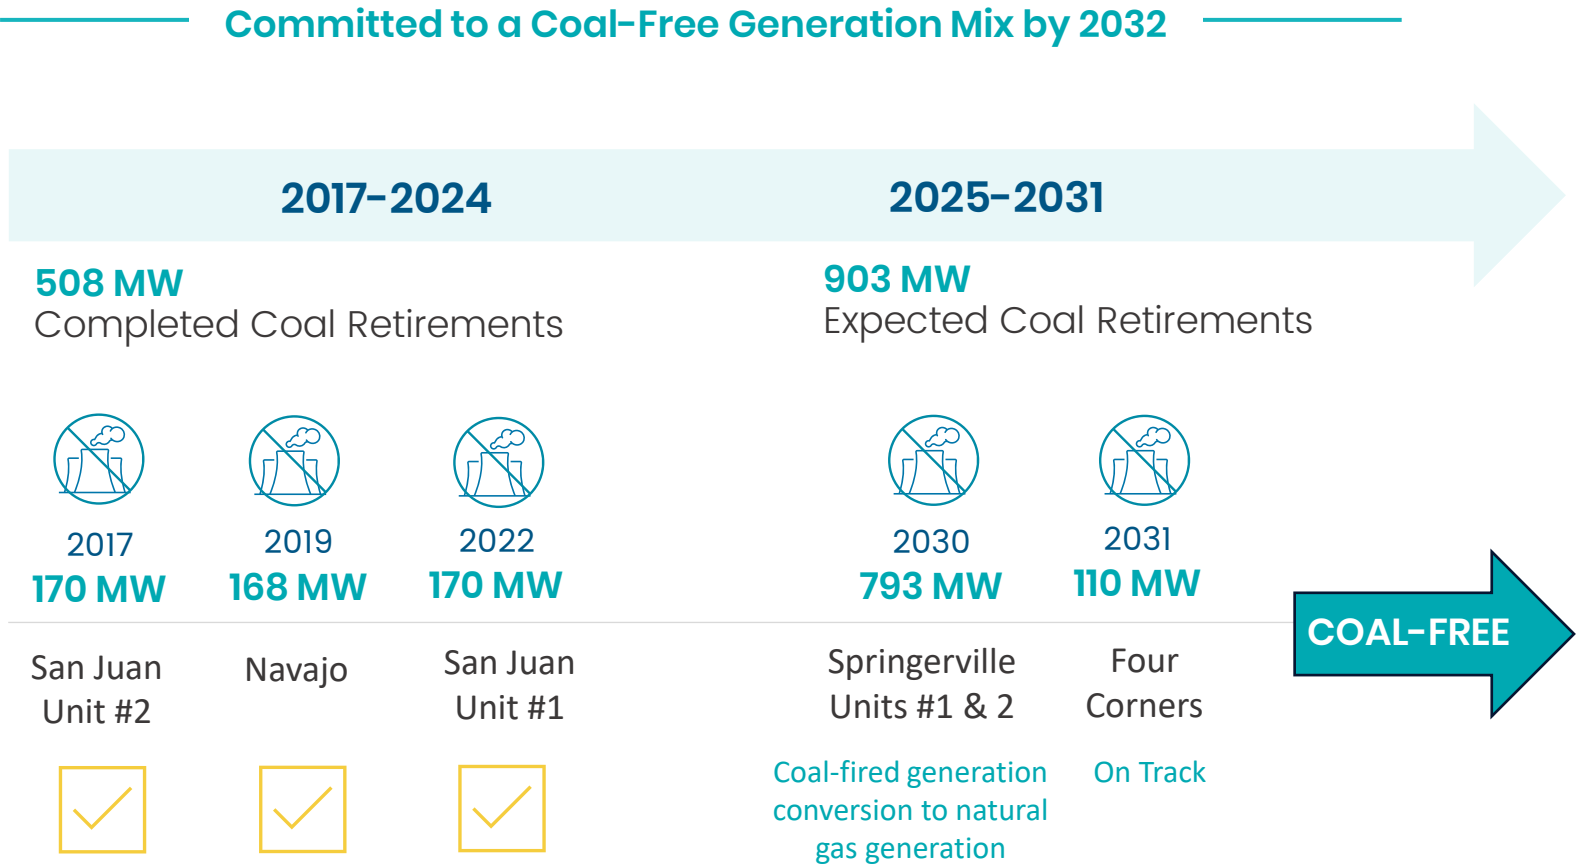 Committed to a Coal-Free Generation Mix by 2032
2017-2024
2025-2031
508 MW
Completed Coal Retirements
903 MW
Expected Coal Retirements
2017
170 MW
San Juan
Unit #2
2019
168 MW
Navajo
2022
170 MW
San Juan
Unit #1
2030
793 MW
Springerville
Units #1 & 2
Coal-fired generation
conversion to natural
gas generation
2031
110 MW
Four
Corners
On Track
COAL-FREE